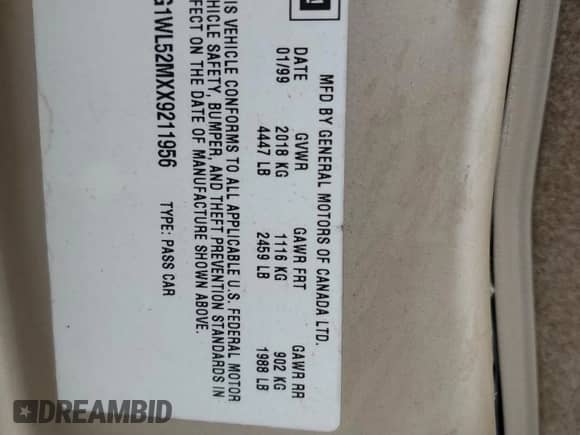 MFD BY GENERAL MOTORS OF CANADA LTD.
DATE GVWR GAWR FRT GAWR RR
01/99 2018 KG 1116 KG 902 KG
4447 LB 2459 LB 1988 LB
IS VEHICLE CONFORMS TO ALL APPLICABLE U.S. FEDERAL MOTOR
HICLE SAFETY, BUMPER, AND THEFT PREVENTION STANDARDS IN
FECT ON THE DATE OF MANUFACTURE SHOWN ABOVE.
G1WL52MXX9211956 TYPE: PASS CAR
DREAMBID